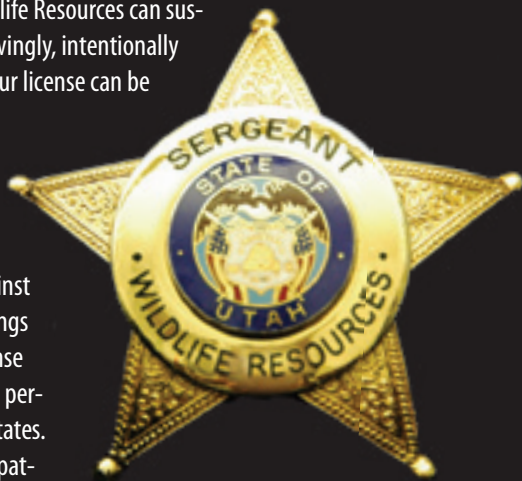 life Resources can sus-
wingly, intentionally
ur license can be
inst
ings
nse
per-
tates.
pat-
SERGEANT
STATE OF
UTAH
WILDLIFE RESOURCES